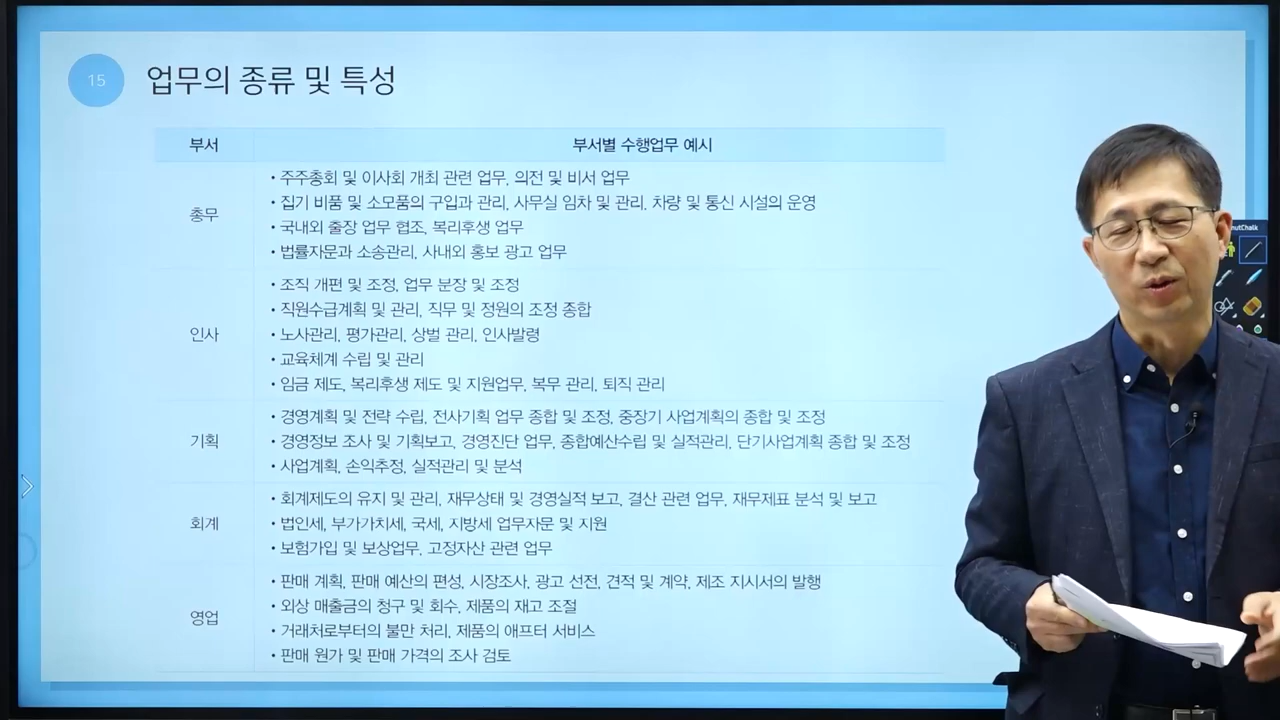 15
업무의 종류 및 특성
부서
부서별 수행업무 예시
총무
• 주주총회 및 이사회 개최 관련 업무, 의전 및 비서 업무
• 집기 비품 및 소모품의 구입과 관리, 사무실 임차 및 관리, 차량 및 통신 시설의 운영
• 국내외 출장 업무 협조, 복리후생 업무
• 법률자문과 소송관리, 사내외 홍보 광고 업무
인사
• 조직 개편 및 조정, 업무 분장 및 조정
• 직원수급계획 및 관리, 직무 및 정원의 조정 종합
• 노사관리, 평가관리, 상벌 관리, 인사발령
• 교육체계 수립 및 관리
• 임금 제도, 복리후생 제도 및 지원업무, 복무 관리, 퇴직 관리
기획
• 경영계획 및 전략 수립, 전사기획 업무 종합 및 조정, 중장기 사업계획의 종합 및 조정
• 경영정보 조사 및 기획보고, 경영진단 업무, 종합예산수립 및 실적관리, 단기사업계획 종합 및 조정
• 사업계획, 손익추정, 실적관리 및 분석
회계
• 회계제도의 유지 및 관리, 재무상태 및 경영실적 보고, 결산 관련 업무, 재무제표 분석 및 보고
• 법인세, 부가가치세, 국세, 지방세 업무자문 및 지원
• 보험가입 및 보상업무, 고정자산 관련 업무
영업
• 판매 계획, 판매 예산의 편성, 시장조사, 광고 선전, 견적 및 계약, 제조 지시서의 발행
• 외상 매출금의 청구 및 회수, 제품의 재고 조절
• 거래처로부터의 불만 처리, 제품의 애프터 서비스
• 판매 원가 및 판매 가격의 조사 검토